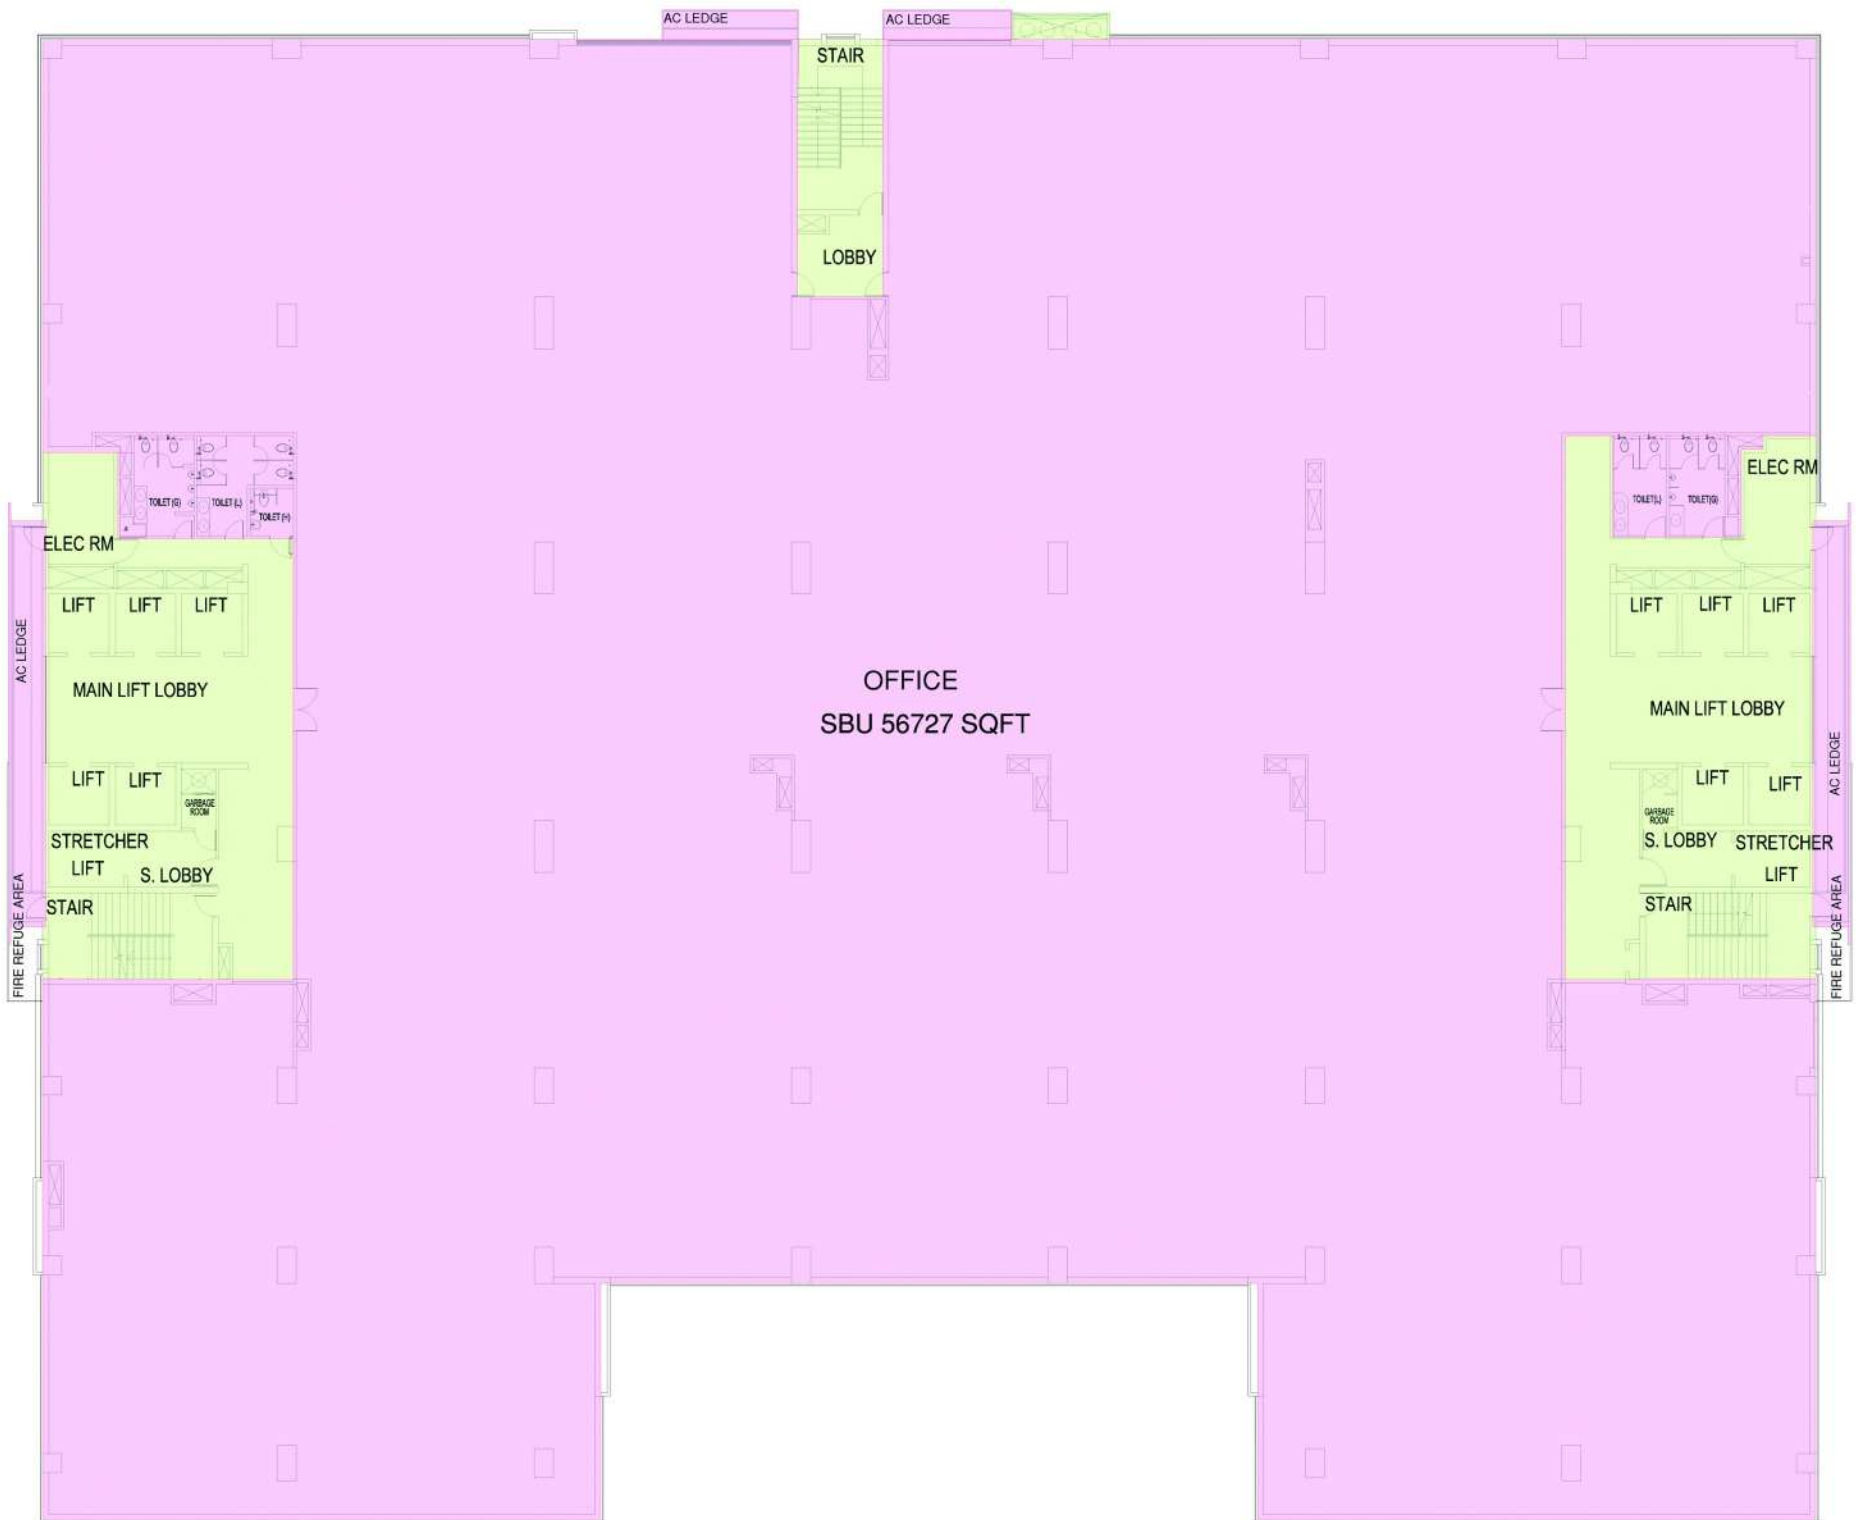 AC LEDGE
AC LEDGE
STAIR
LOBBY
TOILET (G)
TOILET (L)
TOILET (H)
ELEC RM
LIFT
LIFT
LIFT
AC LEDGE
MAIN LIFT LOBBY
LIFT
LIFT
GARBAGE
ROOM
STRETCHER
LIFT
S. LOBBY
STAIR
FIRE REFUGE AREA
OFFICE
SBU 56727 SQFT
ELEC RM
TOILET(L)
TOILET(G)
LIFT
LIFT
LIFT
MAIN LIFT LOBBY
AC LEDGE
LIFT
LIFT
GARBAGE
ROOM
S. LOBBY
STRETCHER
LIFT
STAIR
FIRE REFUGE AREA